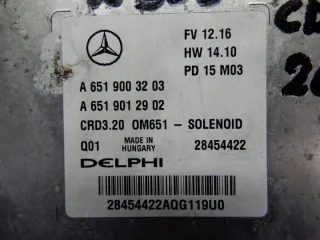 FV 12.16
HW 14.10
PD 15 M03
A 651 900 32 03
A 651 901 29 02
CRD3.20 OM651 - SOLENOID
Q01 MADE IN HUNGARY 28454422
DELPHI
28454422AQG119U0